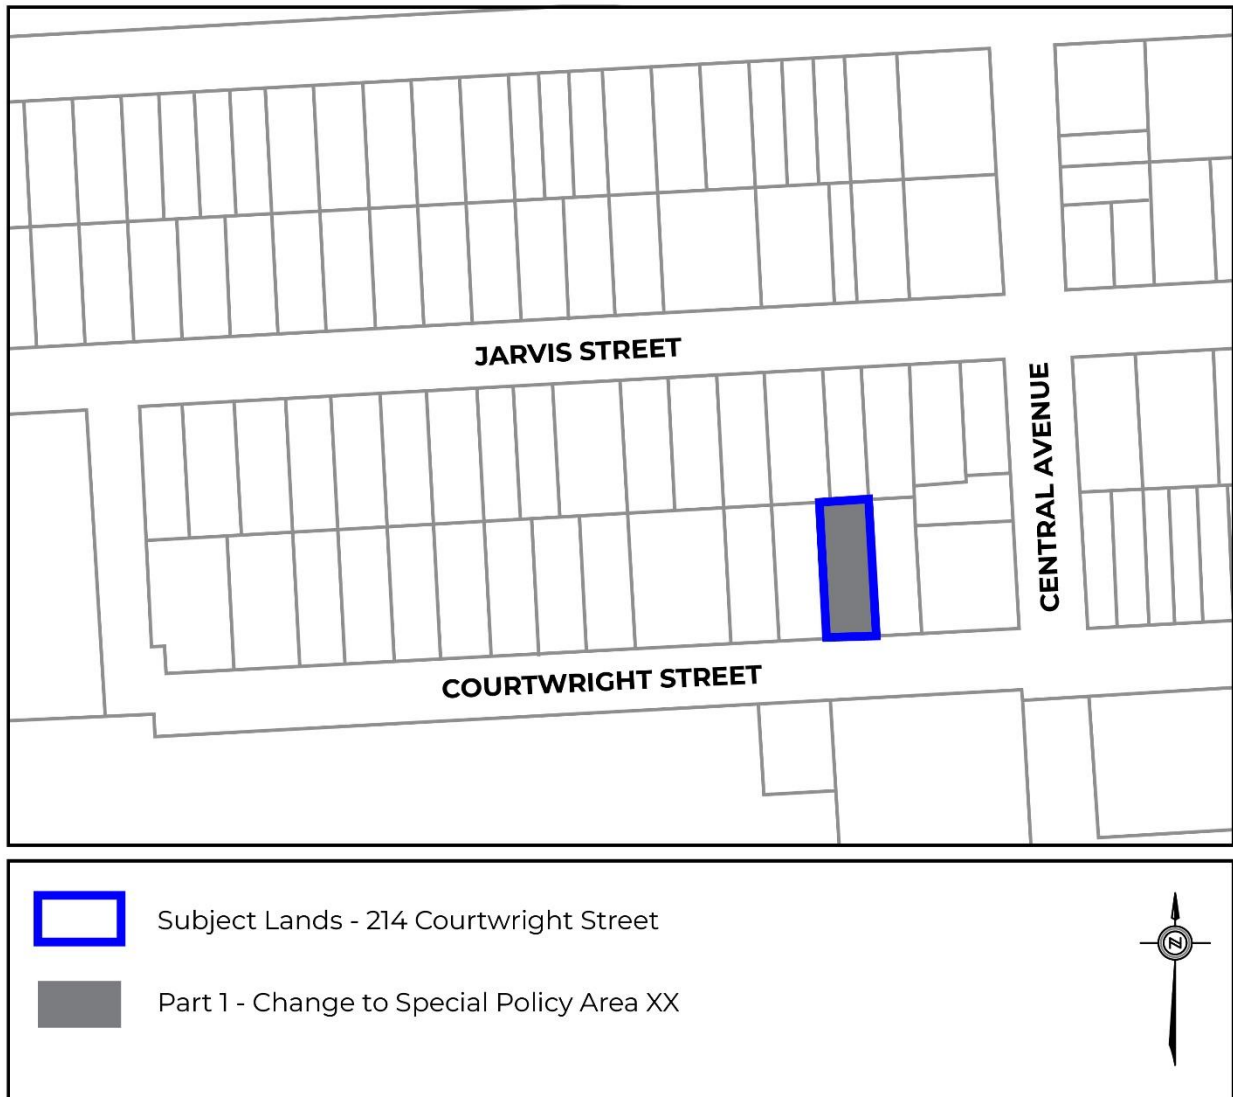 JARVIS STREET
CENTRAL AVENUE
COURTWRIGHT STREET
Subject Lands - 214 Courtwright Street
Part 1 - Change to Special Policy Area XX
N